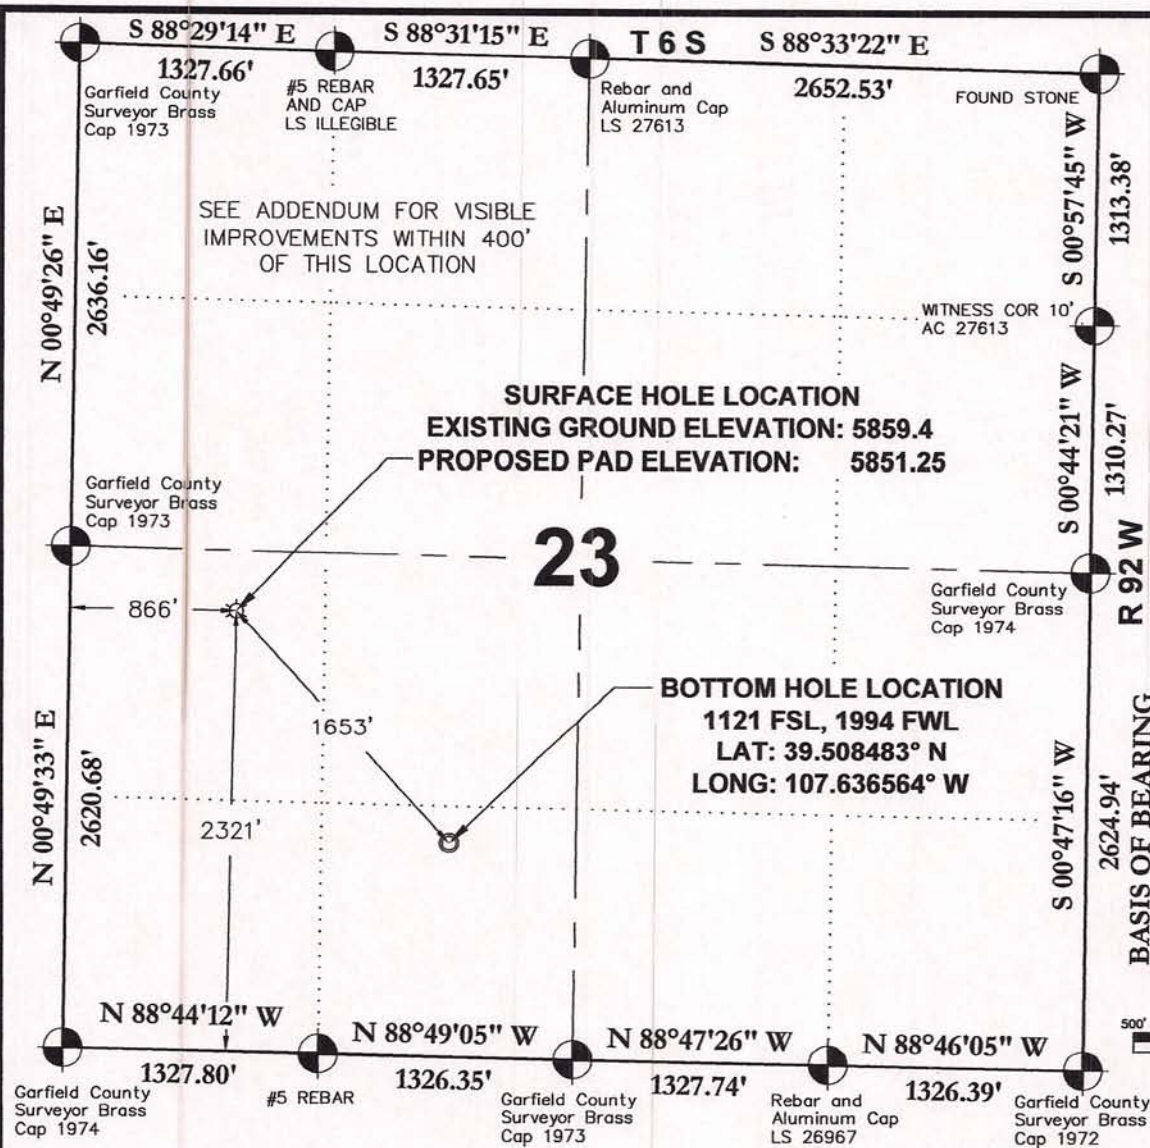 S 88°29'14" E
1327.66'
S 88°31'15" E
1327.65'
T 6 S
S 88°33'22" E
2652.53'
Garfield County
Surveyor Brass
Cap 1973
#5 REBAR
AND CAP
LS ILLEGIBLE
Rebar and
Aluminum Cap
LS 27613
FOUND STONE
S 00°57'45" W
1313.38'
SEE ADDENDUM FOR VISIBLE
IMPROVEMENTS WITHIN 400'
OF THIS LOCATION
N 00°49'26" E
2636.16'
WITNESS COR 10'
AC 27613
SURFACE HOLE LOCATION
EXISTING GROUND ELEVATION: 5859.4
PROPOSED PAD ELEVATION: 5851.25
S 00°44'21" W
1310.27'
Garfield County
Surveyor Brass
Cap 1973
23
Garfield County
Surveyor Brass
Cap 1974
R 92 W
866'
1653'
2321'
BOTTOM HOLE LOCATION
1121 FSL, 1994 FWL
LAT: 39.508483° N
LONG: 107.636564° W
N 00°49'33" E
2620.68'
S 00°47'16" W
2624.94'
BASIS OF BEARING
500'
N 88°44'12" W
1327.80'
N 88°49'05" W
1326.35'
N 88°47'26" W
1327.74'
N 88°46'05" W
1326.39'
Garfield County
Surveyor Brass
Cap 1974
#5 REBAR
Garfield County
Surveyor Brass
Cap 1973
Rebar and
Aluminum Cap
LS 26967
Garfield County
Surveyor Brass
Cap 1972